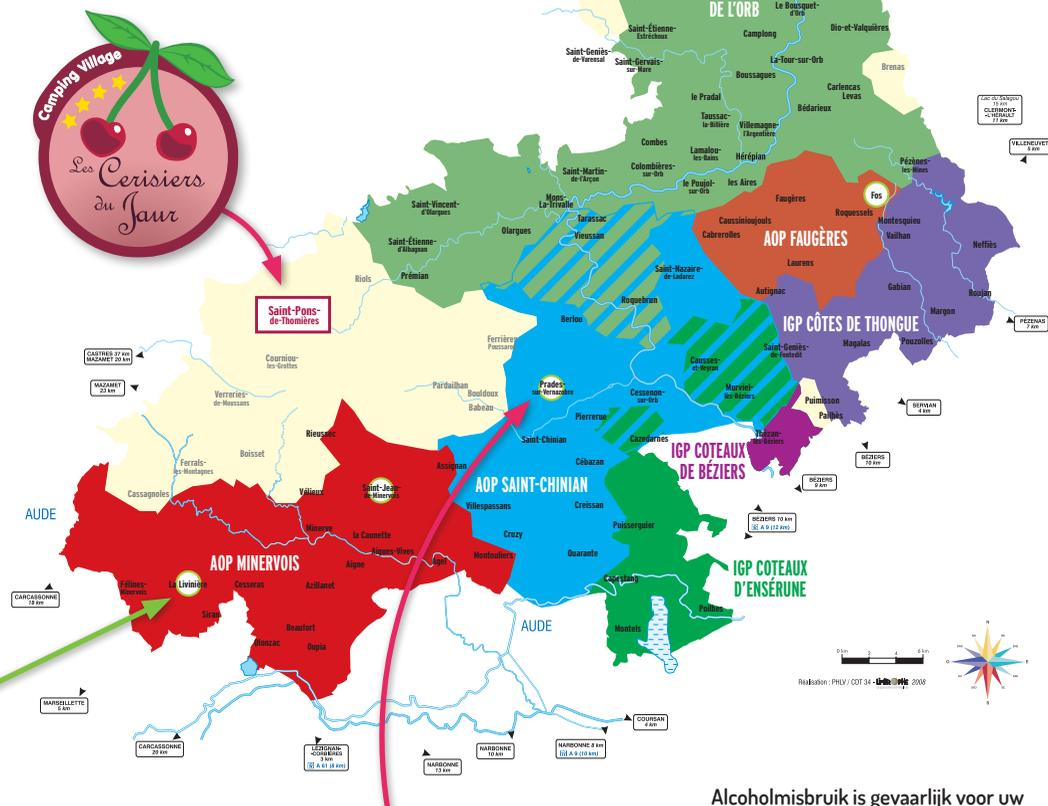 Camping Village
Les
Cerisiers
du Jaur
DE L'ORB
Le Bousquet-
d'Orb
Saint-Étienne-
Estréchoux
Camplong
Dio-et-Valquières
Saint-Geniès-
de-Varensal
Saint-Gervais-
sur-Mare
La-Tour-sur-Orb
Brenas
Boussagues
Carlencas
Levas
le Pradal
Bédarieux
Lac du Salagou
15 km
CLERMONT-
-L'HÉRAULT
11 km
Taussac-
la-Billière
Villemagne-
l'Argentière
VILLENEUVET
5 km
Combes
Lamalou-
les-Bains
Hérépian
Pézènes-
les-Mines
Saint-Martin-
de-l'Arçon
Colombières-
sur-Orb
le Poujol-
sur-Orb
les Aires
Mons-
La-Trivalle
Saint-Vincent-
d'Olargues
Faugères
Fos
Tarassac
Caussinioujouls
Roquessels
Montesquieu
Olargues
Vieussan
Cabrerolles
AOP FAUGÈRES
Vailhan
Saint-Étienne-
d'Albagnan
Neffiès
Laurens
Saint-Nazaire-
de-Ladarez
Riols
Prémian
Autignac
Gabian
Roujan
Roquebrun
Saint-Pons-
de-Thomières
Margon
Berlou
IGP CÔTES DE THONGUE
PÉZENAS
7 km
Ferrières
Poussarou
Saint-Geniès-
de-Fontedit
Magalas
Pouzolles
CASTRES 37 km
MAZAMET 20 km
Courniou-
les-Grottes
Causses-
et-Veyran
MAZAMET
23 km
Pardailhan
Prades-
sur-Vernazobre
Murviel-
lès-Béziers
Verreries-
de-Moussans
Bouldoux
Cessenon-
sur-Orb
Puimisson
Babeau
SERVIAN
4 km
Pierrerue
Pailhès
Rieussec
Saint-Chinian
Cazedarnes
Thézan-
lès-Béziers
IGP COTEAUX
DE BÉZIERS
Boisset
BÉZIERS
10 km
Ferrals-
les-Montagnes
Assignan
Cébazan
Cassagnoles
Vélieux
Saint-Jean-
de-Minervois
AOP SAINT-CHINIAN
BÉZIERS
9 km
Villespassans
Creissan
AUDE
BÉZIERS 10 km
A 9 (12 km)
Minerve
la Caunette
Puisserguier
Cruzy
Aigues-Vives
Montouliers
Quarante
AOP MINERVOIS
Aigne
Agel
IGP COTEAUX
D'ENSÉRUNE
Félines-
Minervois
La Livinière
Cesseras
Azillanet
Capestang
CARCASSONNE
18 km
Poilhes
Siran
Beaufort
AUDE
Montels
Olonzac
Oupia
0 km 2 4 6 km
Réalisation : PHLV / CDT 34 - 2008
MARSEILLETTE
5 km
COURSAN
4 km
CARCASSONNE
20 km
LÉZIGNAN-
-CORBIÈRES
3 km
A 61 (8 km)
NARBONNE
13 km
NARBONNE
10 km
NARBONNE 8 km
A 9 (10 km)
Alcoholmisbruik is gevaarlijk voor uw